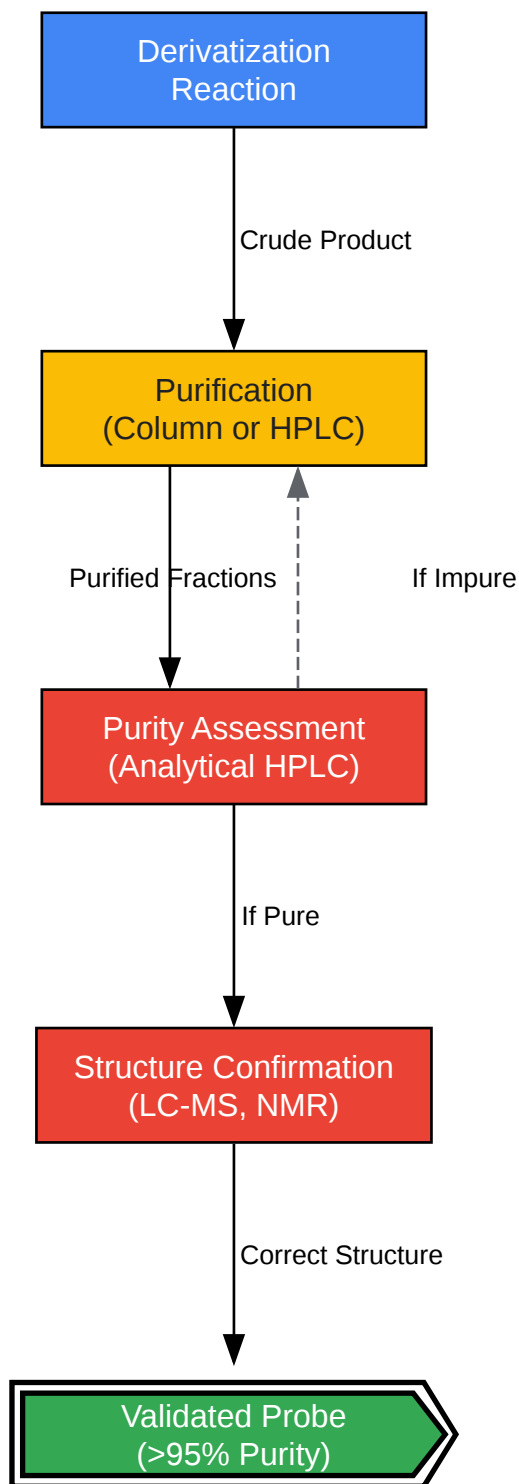 Derivatization
Reaction
Crude Product
Purification
(Column or HPLC)
Purified Fractions
If Impure
Purity Assessment
(Analytical HPLC)
If Pure
Structure Confirmation
(LC-MS, NMR)
Correct Structure
Validated Probe
(>95% Purity)